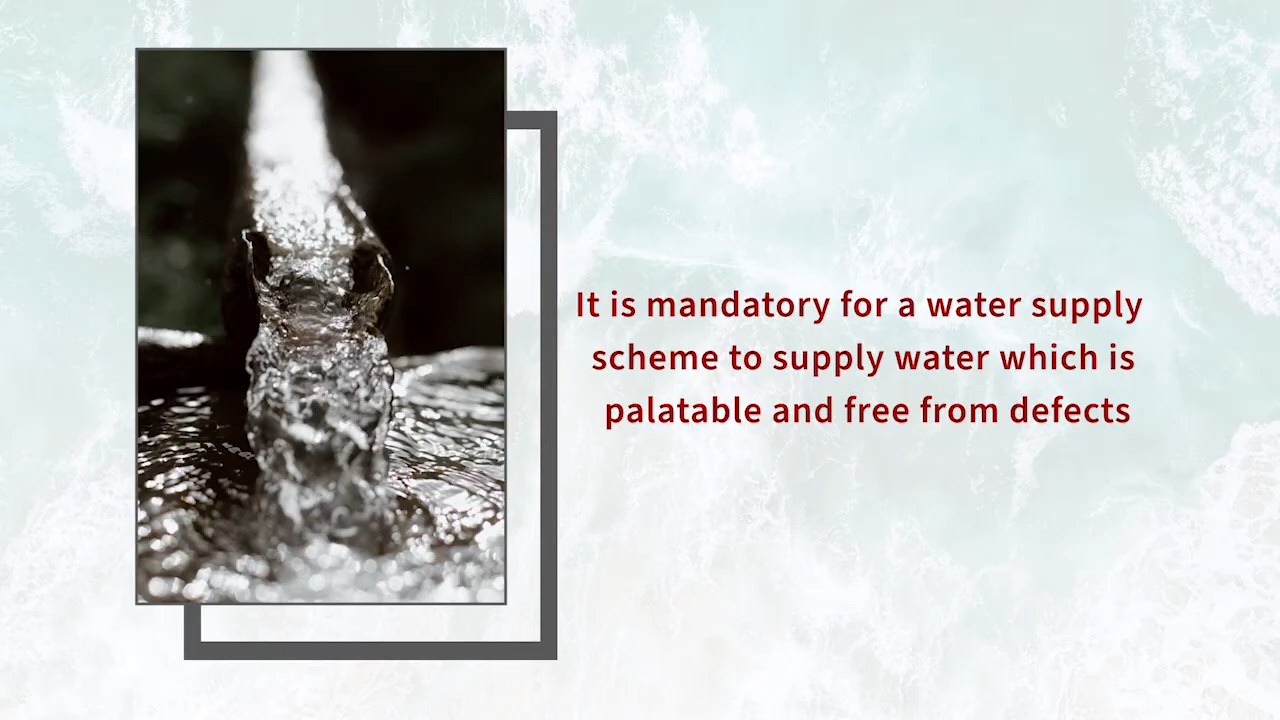 It is mandatory for a water supply
scheme to supply water which is
palatable and free from defects